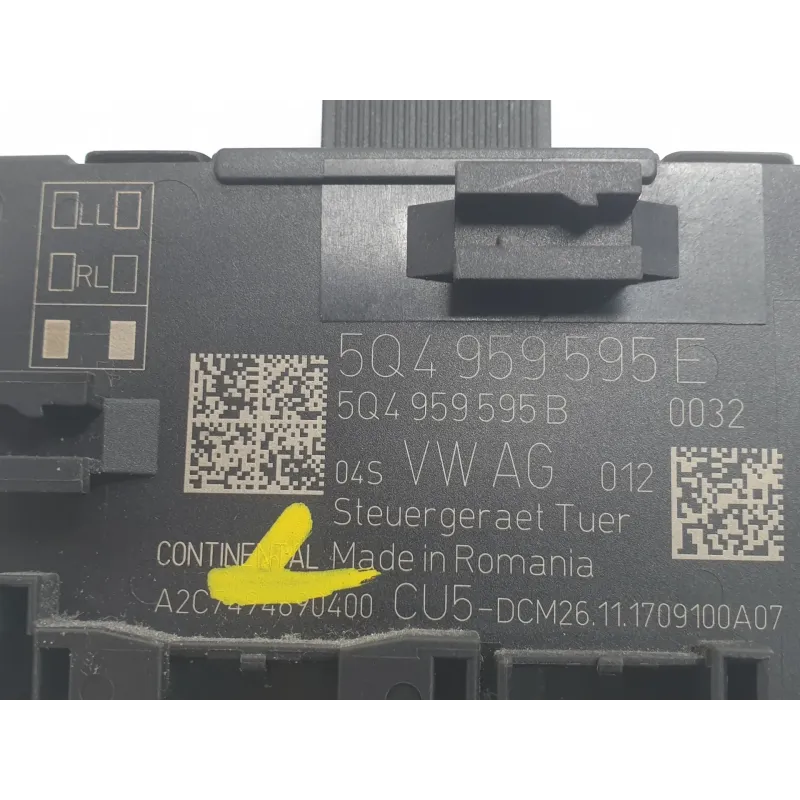 LL
RL
5Q4 959 595 E
5Q4 959 595 B 0032
04S VW AG 012
Steuergeraet Tuer
CONTINENTAL Made in Romania
CU5-DCM26.11.1709100A07